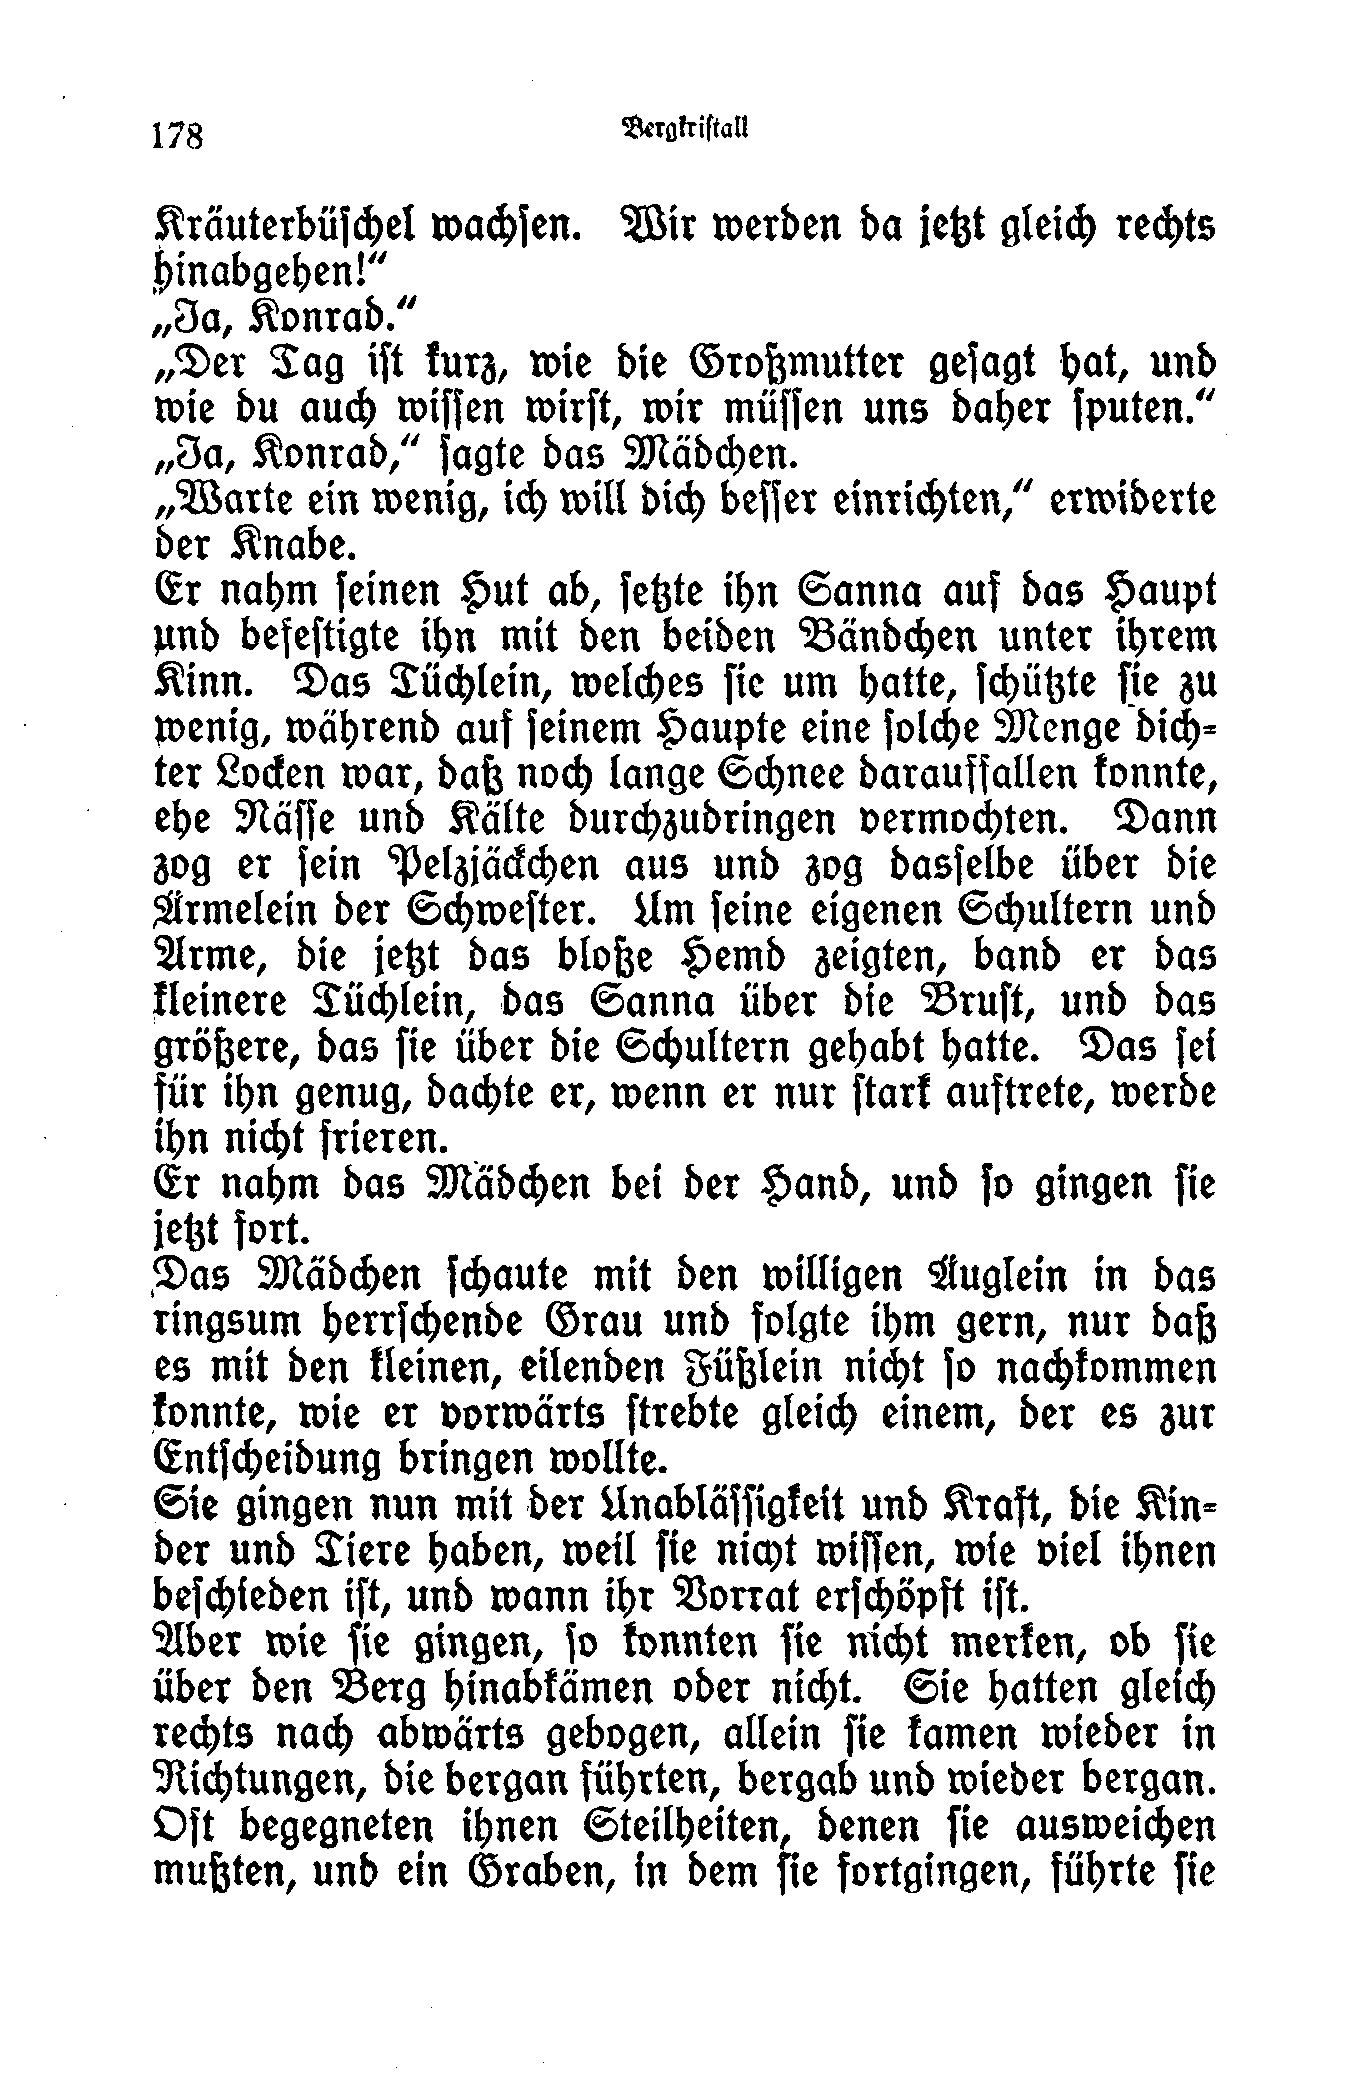 178 Bergkristall
Kräuterbüschel wachsen. Wir werden da jetzt gleich rechts
hinabgehen!“
„Ja, Konrad.“
„Der Tag ist kurz, wie die Großmutter gesagt hat, und
wie du auch wissen wirst, wir müssen uns daher sputen.“
„Ja, Konrad,“ sagte das Mädchen.
„Warte ein wenig, ich will dich besser einrichten,“ erwiderte
der Knabe.
Er nahm seinen Hut ab, setzte ihn Sanna auf das Haupt
und befestigte ihn mit den beiden Bändchen unter ihrem
Kinn. Das Tüchlein, welches sie um hatte, schützte sie zu
wenig, während auf seinem Haupte eine solche Menge dich-
ter Locken war, daß noch lange Schnee darauffallen konnte,
ehe Nässe und Kälte durchzudringen vermochten. Dann
zog er sein Pelzjäckchen aus und zog dasselbe über die
Ärmelein der Schwester. Um seine eigenen Schultern und
Arme, die jetzt das bloße Hemd zeigten, band er das
kleinere Tüchlein, das Sanna über die Brust, und das
größere, das sie über die Schultern gehabt hatte. Das sei
für ihn genug, dachte er, wenn er nur stark auftrete, werde
ihn nicht frieren.
Er nahm das Mädchen bei der Hand, und so gingen sie
jetzt fort.
Das Mädchen schaute mit den willigen Äuglein in das
ringsum herrschende Grau und folgte ihm gern, nur daß
es mit den kleinen, eilenden Füßlein nicht so nachkommen
konnte, wie er vorwärts strebte gleich einem, der es zur
Entscheidung bringen wollte.
Sie gingen nun mit der Unablässigkeit und Kraft, die Kin-
der und Tiere haben, weil sie nicht wissen, wie viel ihnen
beschieden ist, und wann ihr Vorrat erschöpft ist.
Aber wie sie gingen, so konnten sie nicht merken, ob sie
über den Berg hinabkämen oder nicht. Sie hatten gleich
rechts nach abwärts gebogen, allein sie kamen wieder in
Richtungen, die bergan führten, bergab und wieder bergan.
Oft begegneten ihnen Steilheiten, denen sie ausweichen
mußten, und ein Graben, in dem sie fortgingen, führte sie